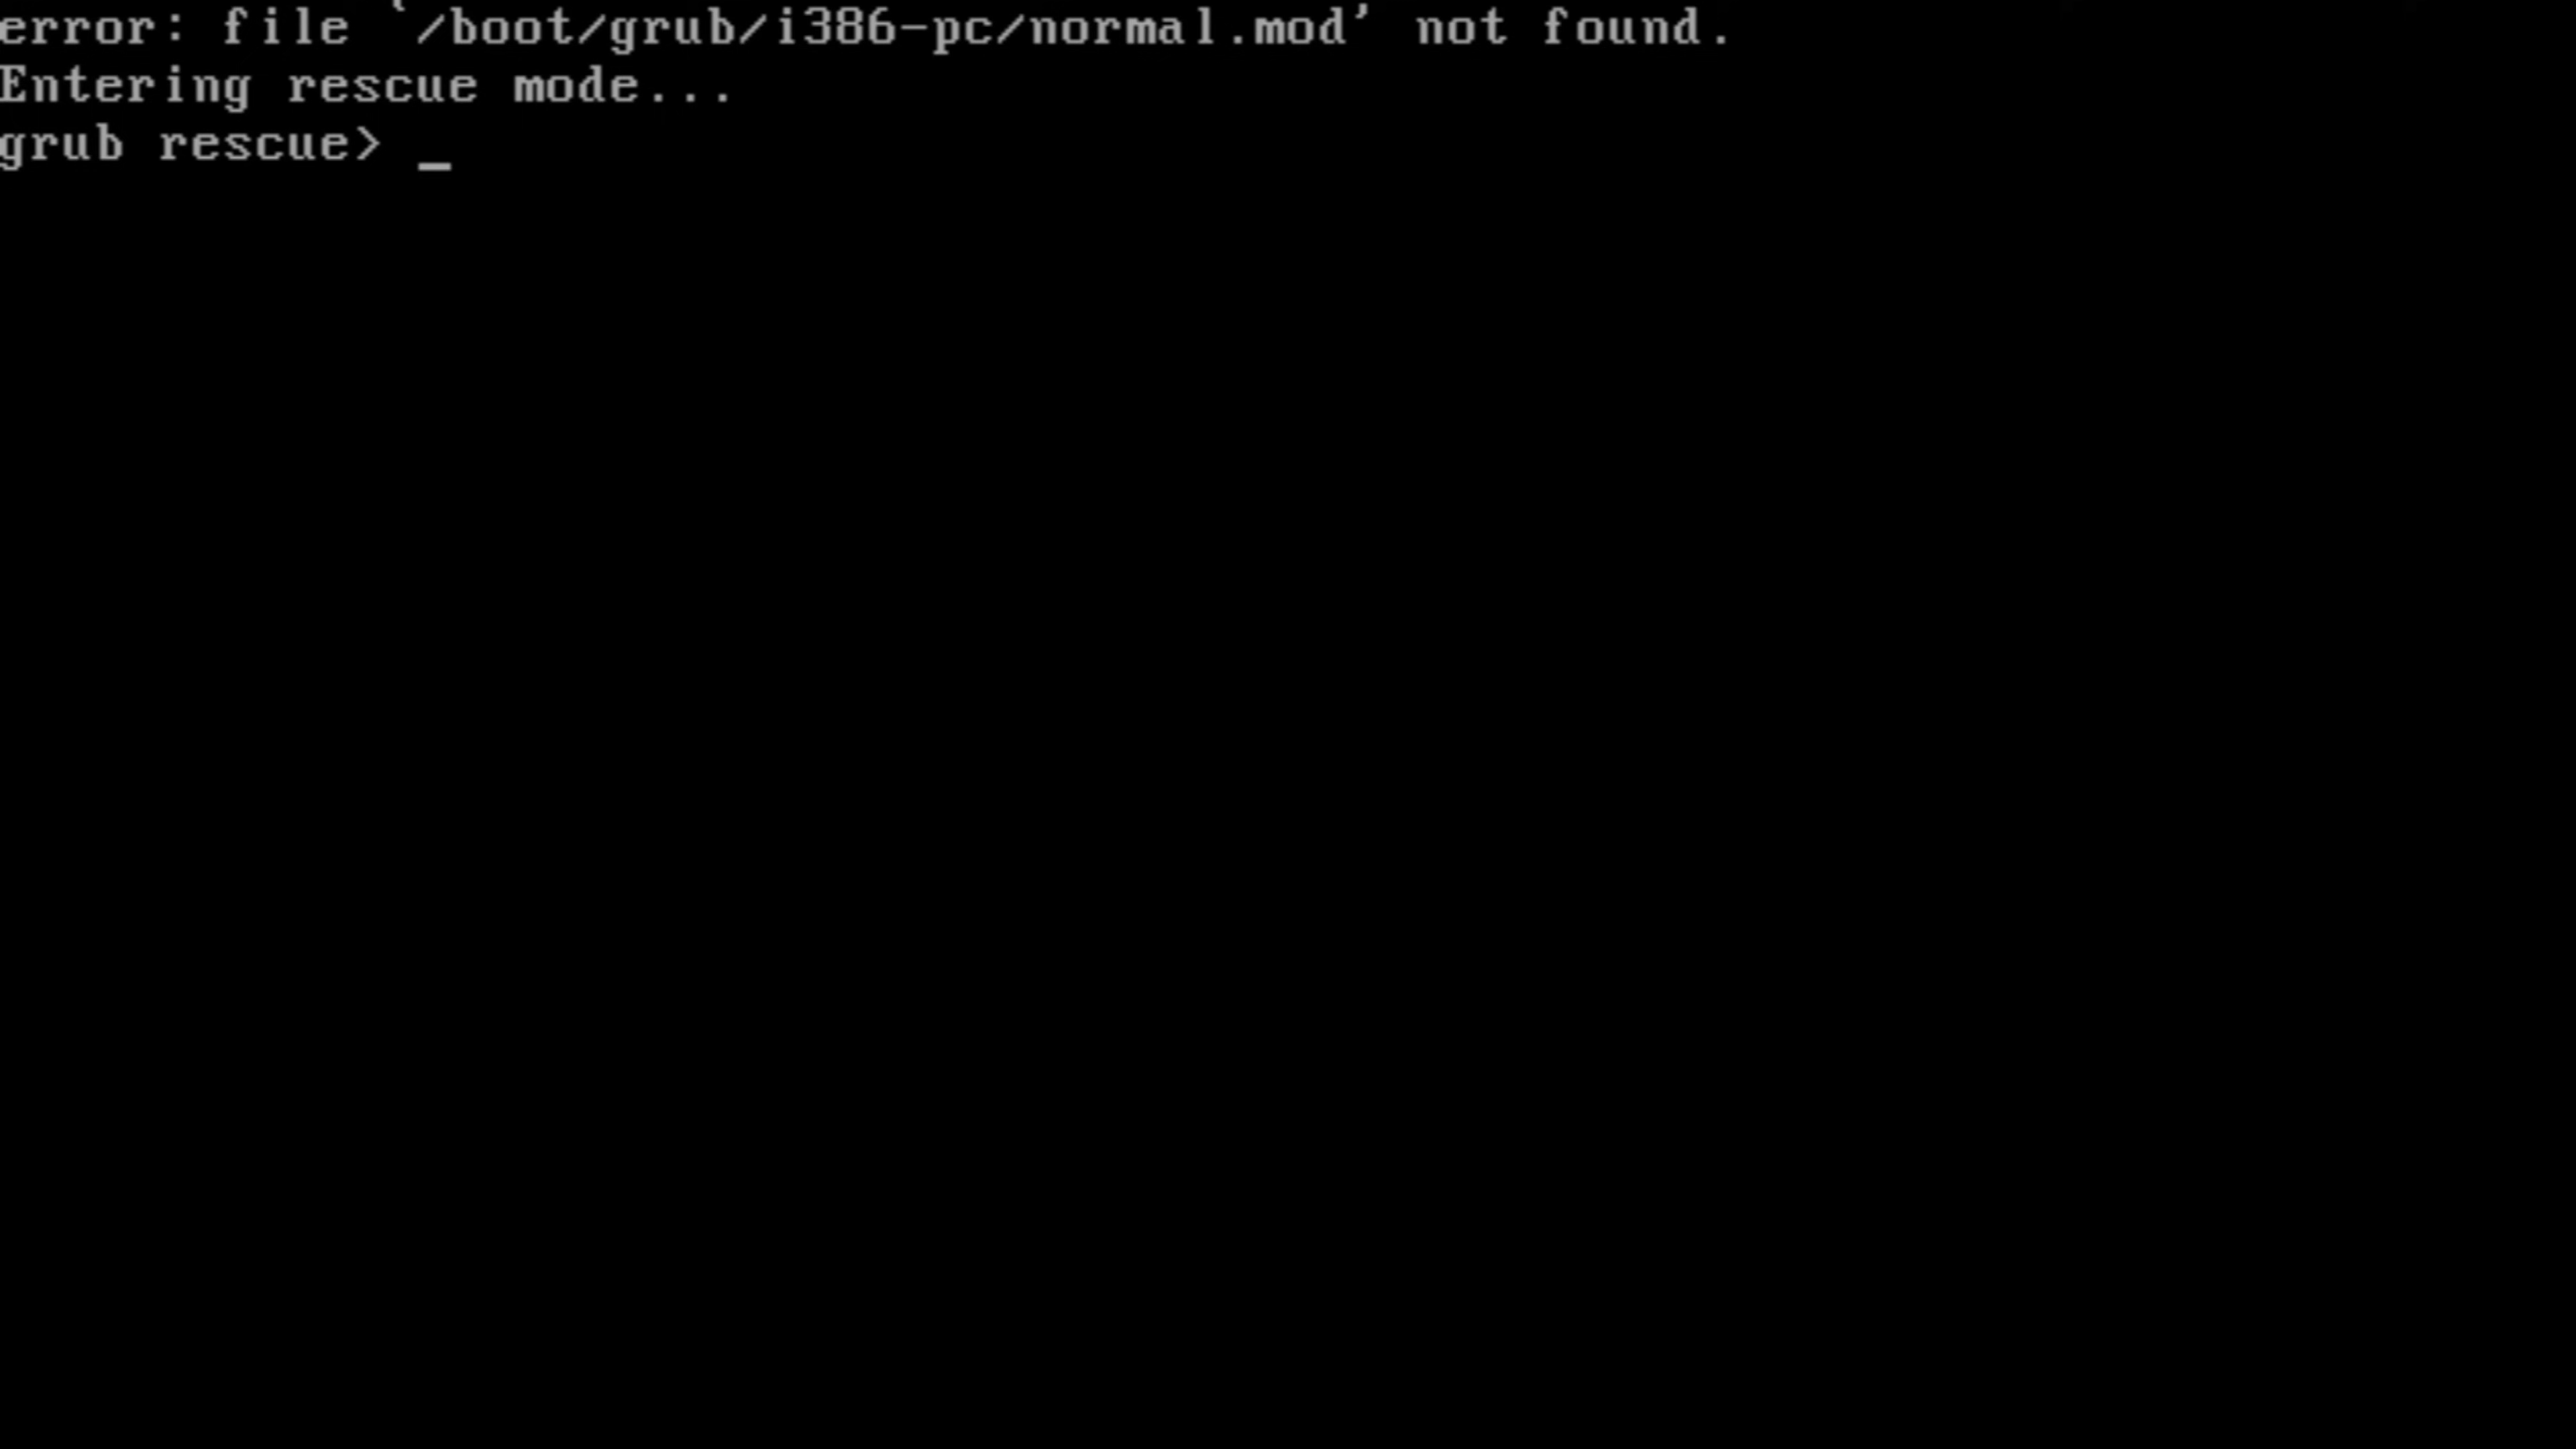 error: file `/boot/grub/i386-pc/normal.mod' not found.
Entering rescue mode...
grub rescue> _